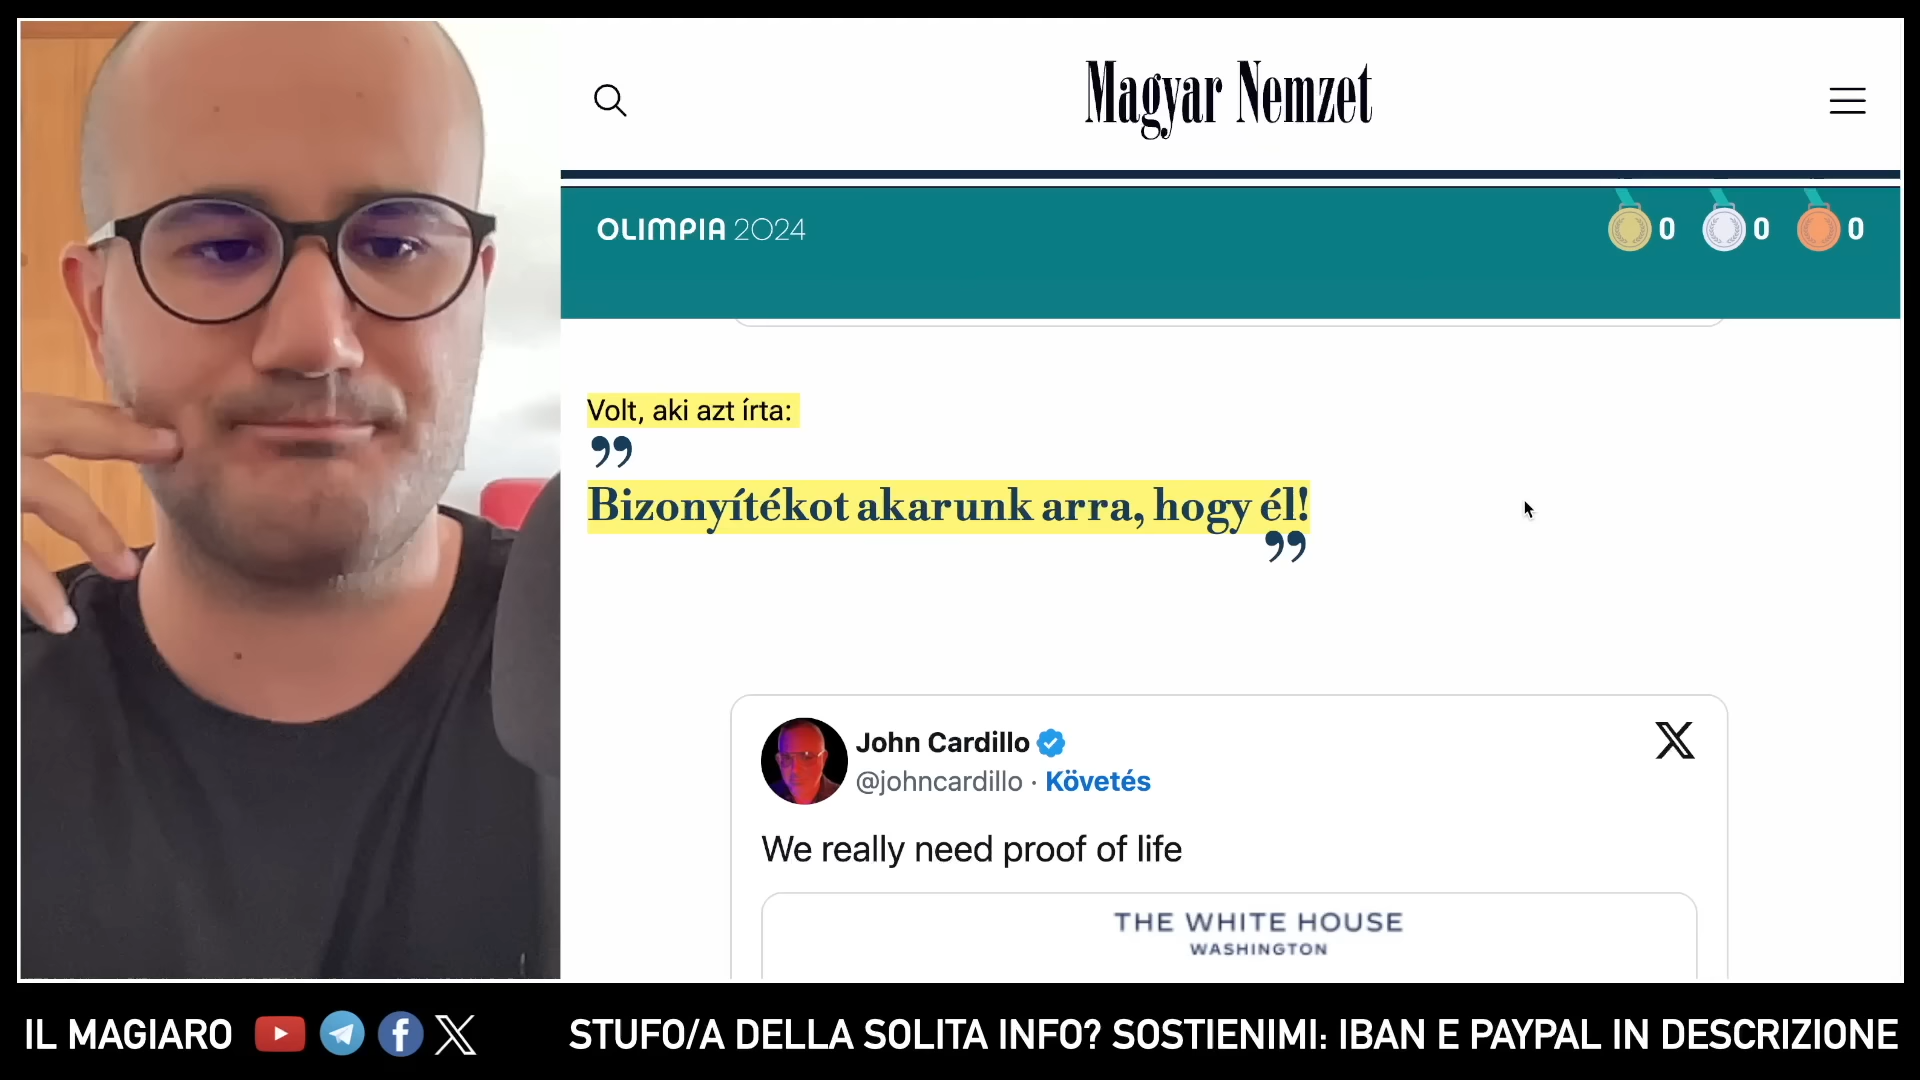 Magyar Nemzet
OLIMPIA 2024
0 0 0
Volt, aki azt írta:
”
Bizonyítékot akarunk arra, hogy él!
”
John Cardillo
@johncardillo · Követés
We really need proof of life
THE WHITE HOUSE
WASHINGTON
IL MAGIARO
STUFO/A DELLA SOLITA INFO? SOSTIENIMI: IBAN E PAYPAL IN DESCRIZIONE